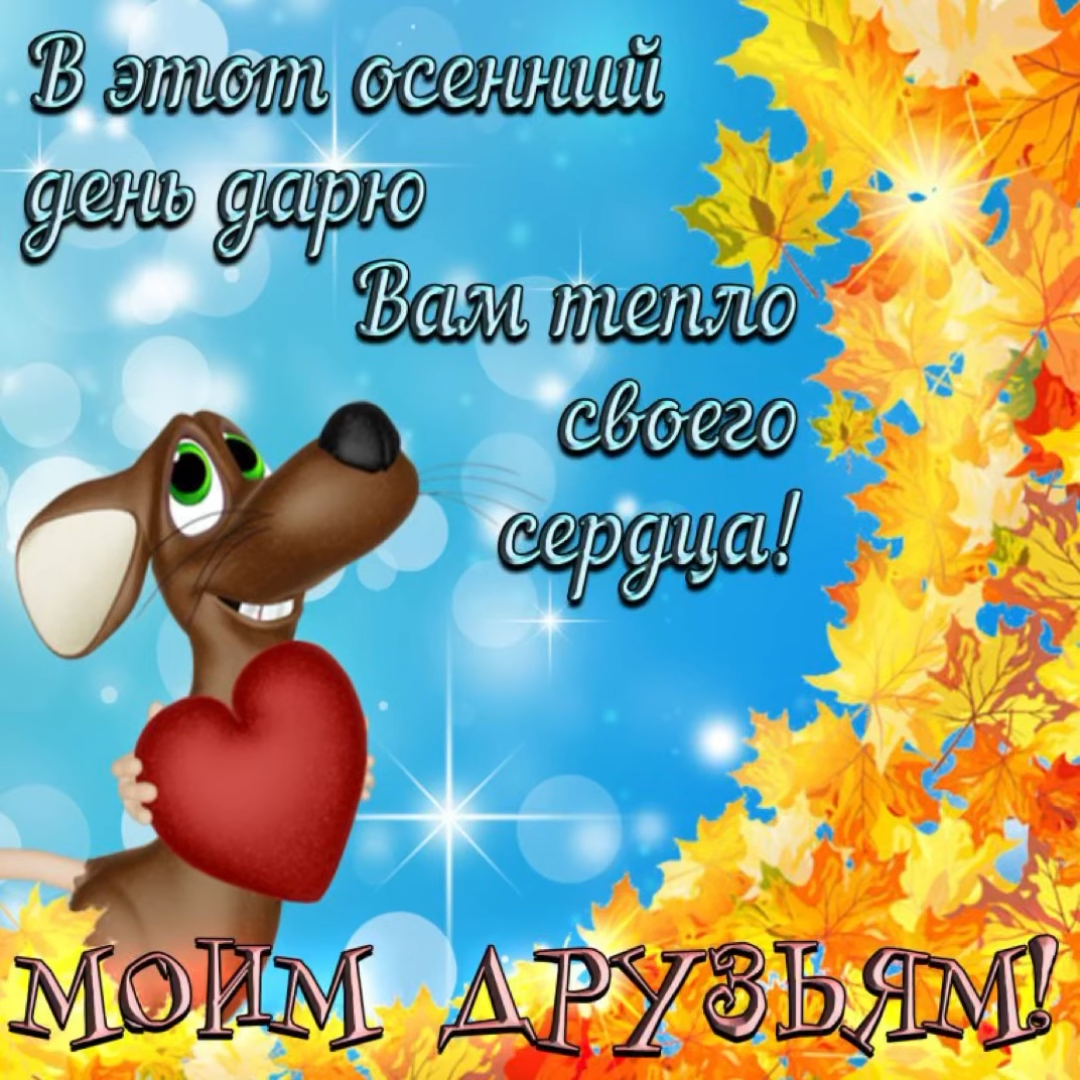 В этот осенний
день дарю
Вам тепло
своего
сердца!
МОИМ ДРУЗЬЯМ!